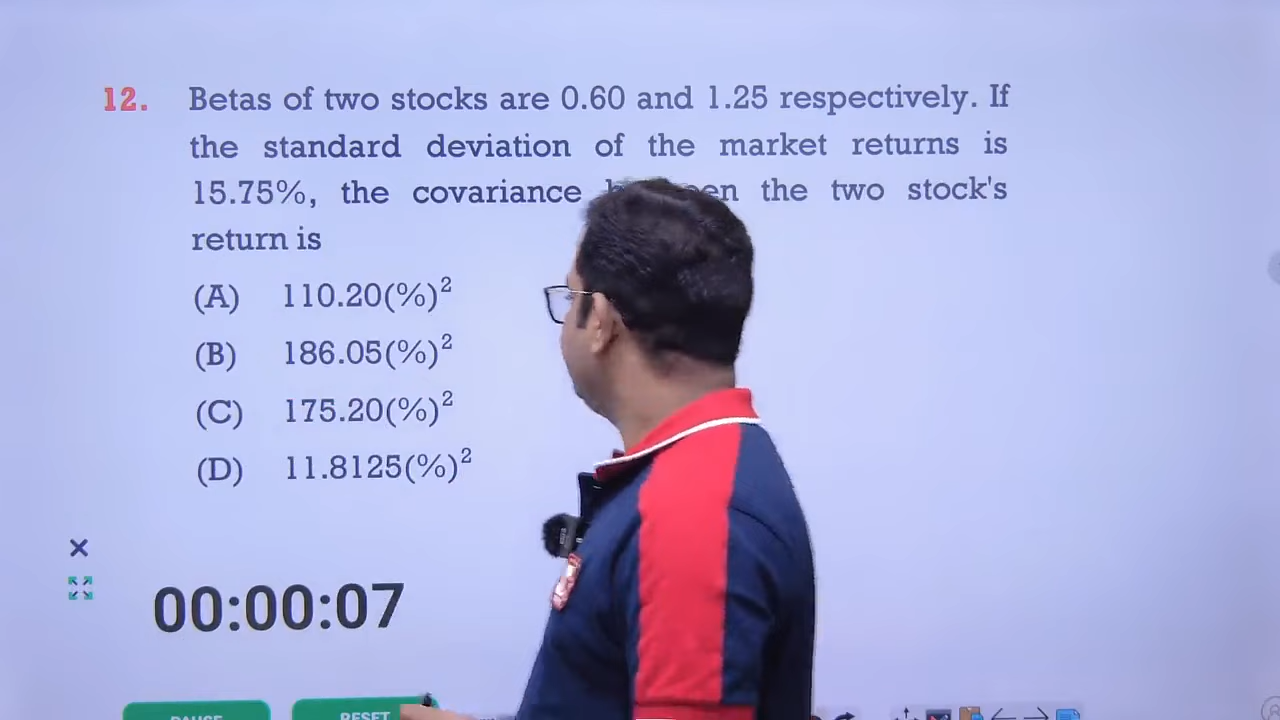 12. Betas of two stocks are 0.60 and 1.25 respectively. If
the standard deviation of the market returns is
15.75%, the covariance the two stock's
return is
(A) 110.20(%)²
(B) 186.05(%)²
(C) 175.20(%)²
(D) 11.8125(%)²
00:00:07
PAUSE RESET